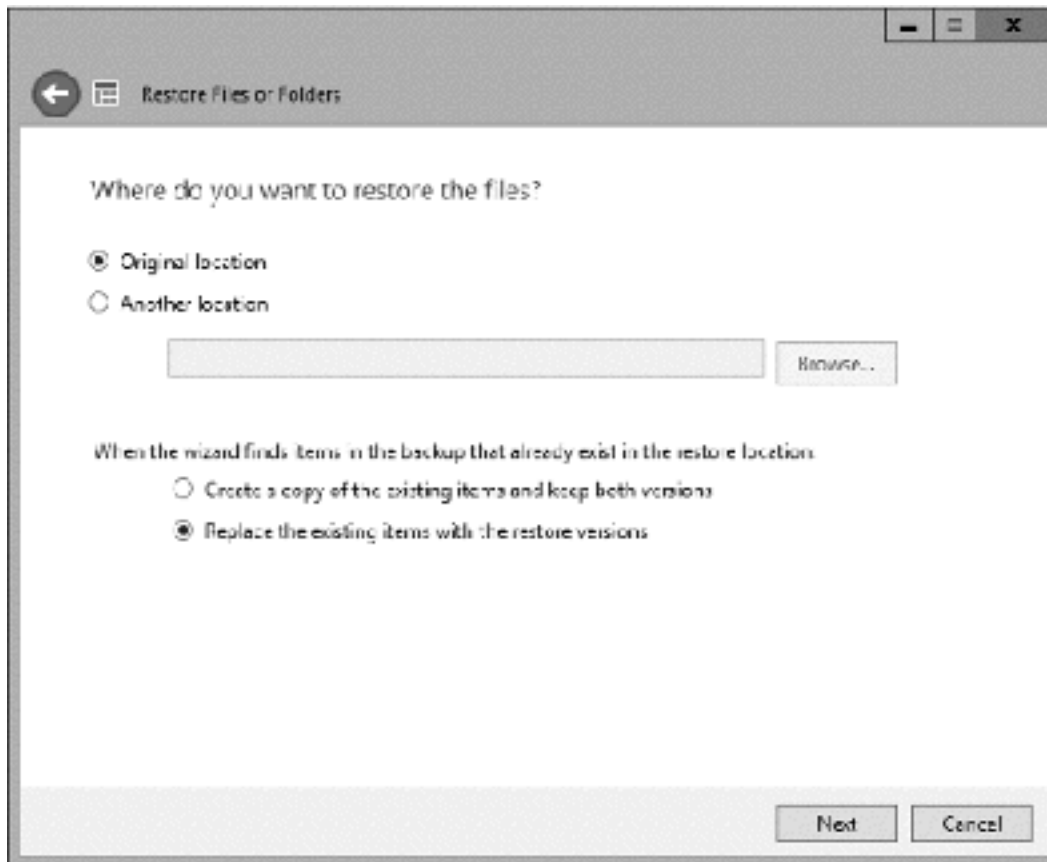 Restore Files or Folders
Where do you want to restore the files?
Original location
Another location
Browse...
When the wizard finds items in the backup that already exist in the restore location:
Create a copy of the existing items and keep both versions
Replace the existing items with the restore versions
Next Cancel